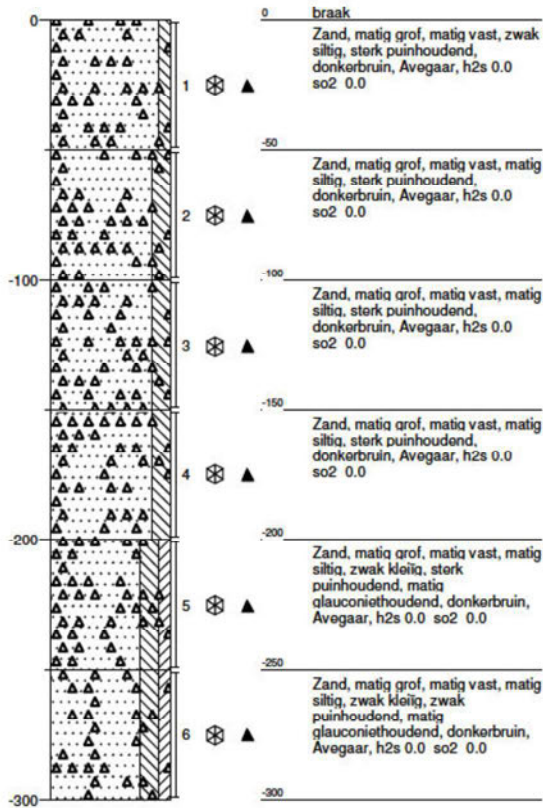 0
0 braak
Zand, matig grof, matig vast, zwak
siltig, sterk puinhoudend,
donkerbruin, Avegaar, h2s 0.0
so2 0.0
1
-50
Zand, matig grof, matig vast, matig
siltig, sterk puinhoudend,
donkerbruin, Avegaar, h2s 0.0
so2 0.0
2
-100
-100
Zand, matig grof, matig vast, matig
siltig, sterk puinhoudend,
donkerbruin, Avegaar, h2s 0.0
so2 0.0
3
-150
Zand, matig grof, matig vast, matig
siltig, sterk puinhoudend,
donkerbruin, Avegaar, h2s 0.0
so2 0.0
4
-200
-200
Zand, matig grof, matig vast, matig
siltig, zwak kleiïg, sterk
puinhoudend, matig
glauconiethoudend, donkerbruin,
Avegaar, h2s 0.0 so2 0.0
5
-250
Zand, matig grof, matig vast, matig
siltig, zwak kleiïg, zwak
puinhoudend, matig
glauconiethoudend, donkerbruin,
Avegaar, h2s 0.0 so2 0.0
6
-300
-300